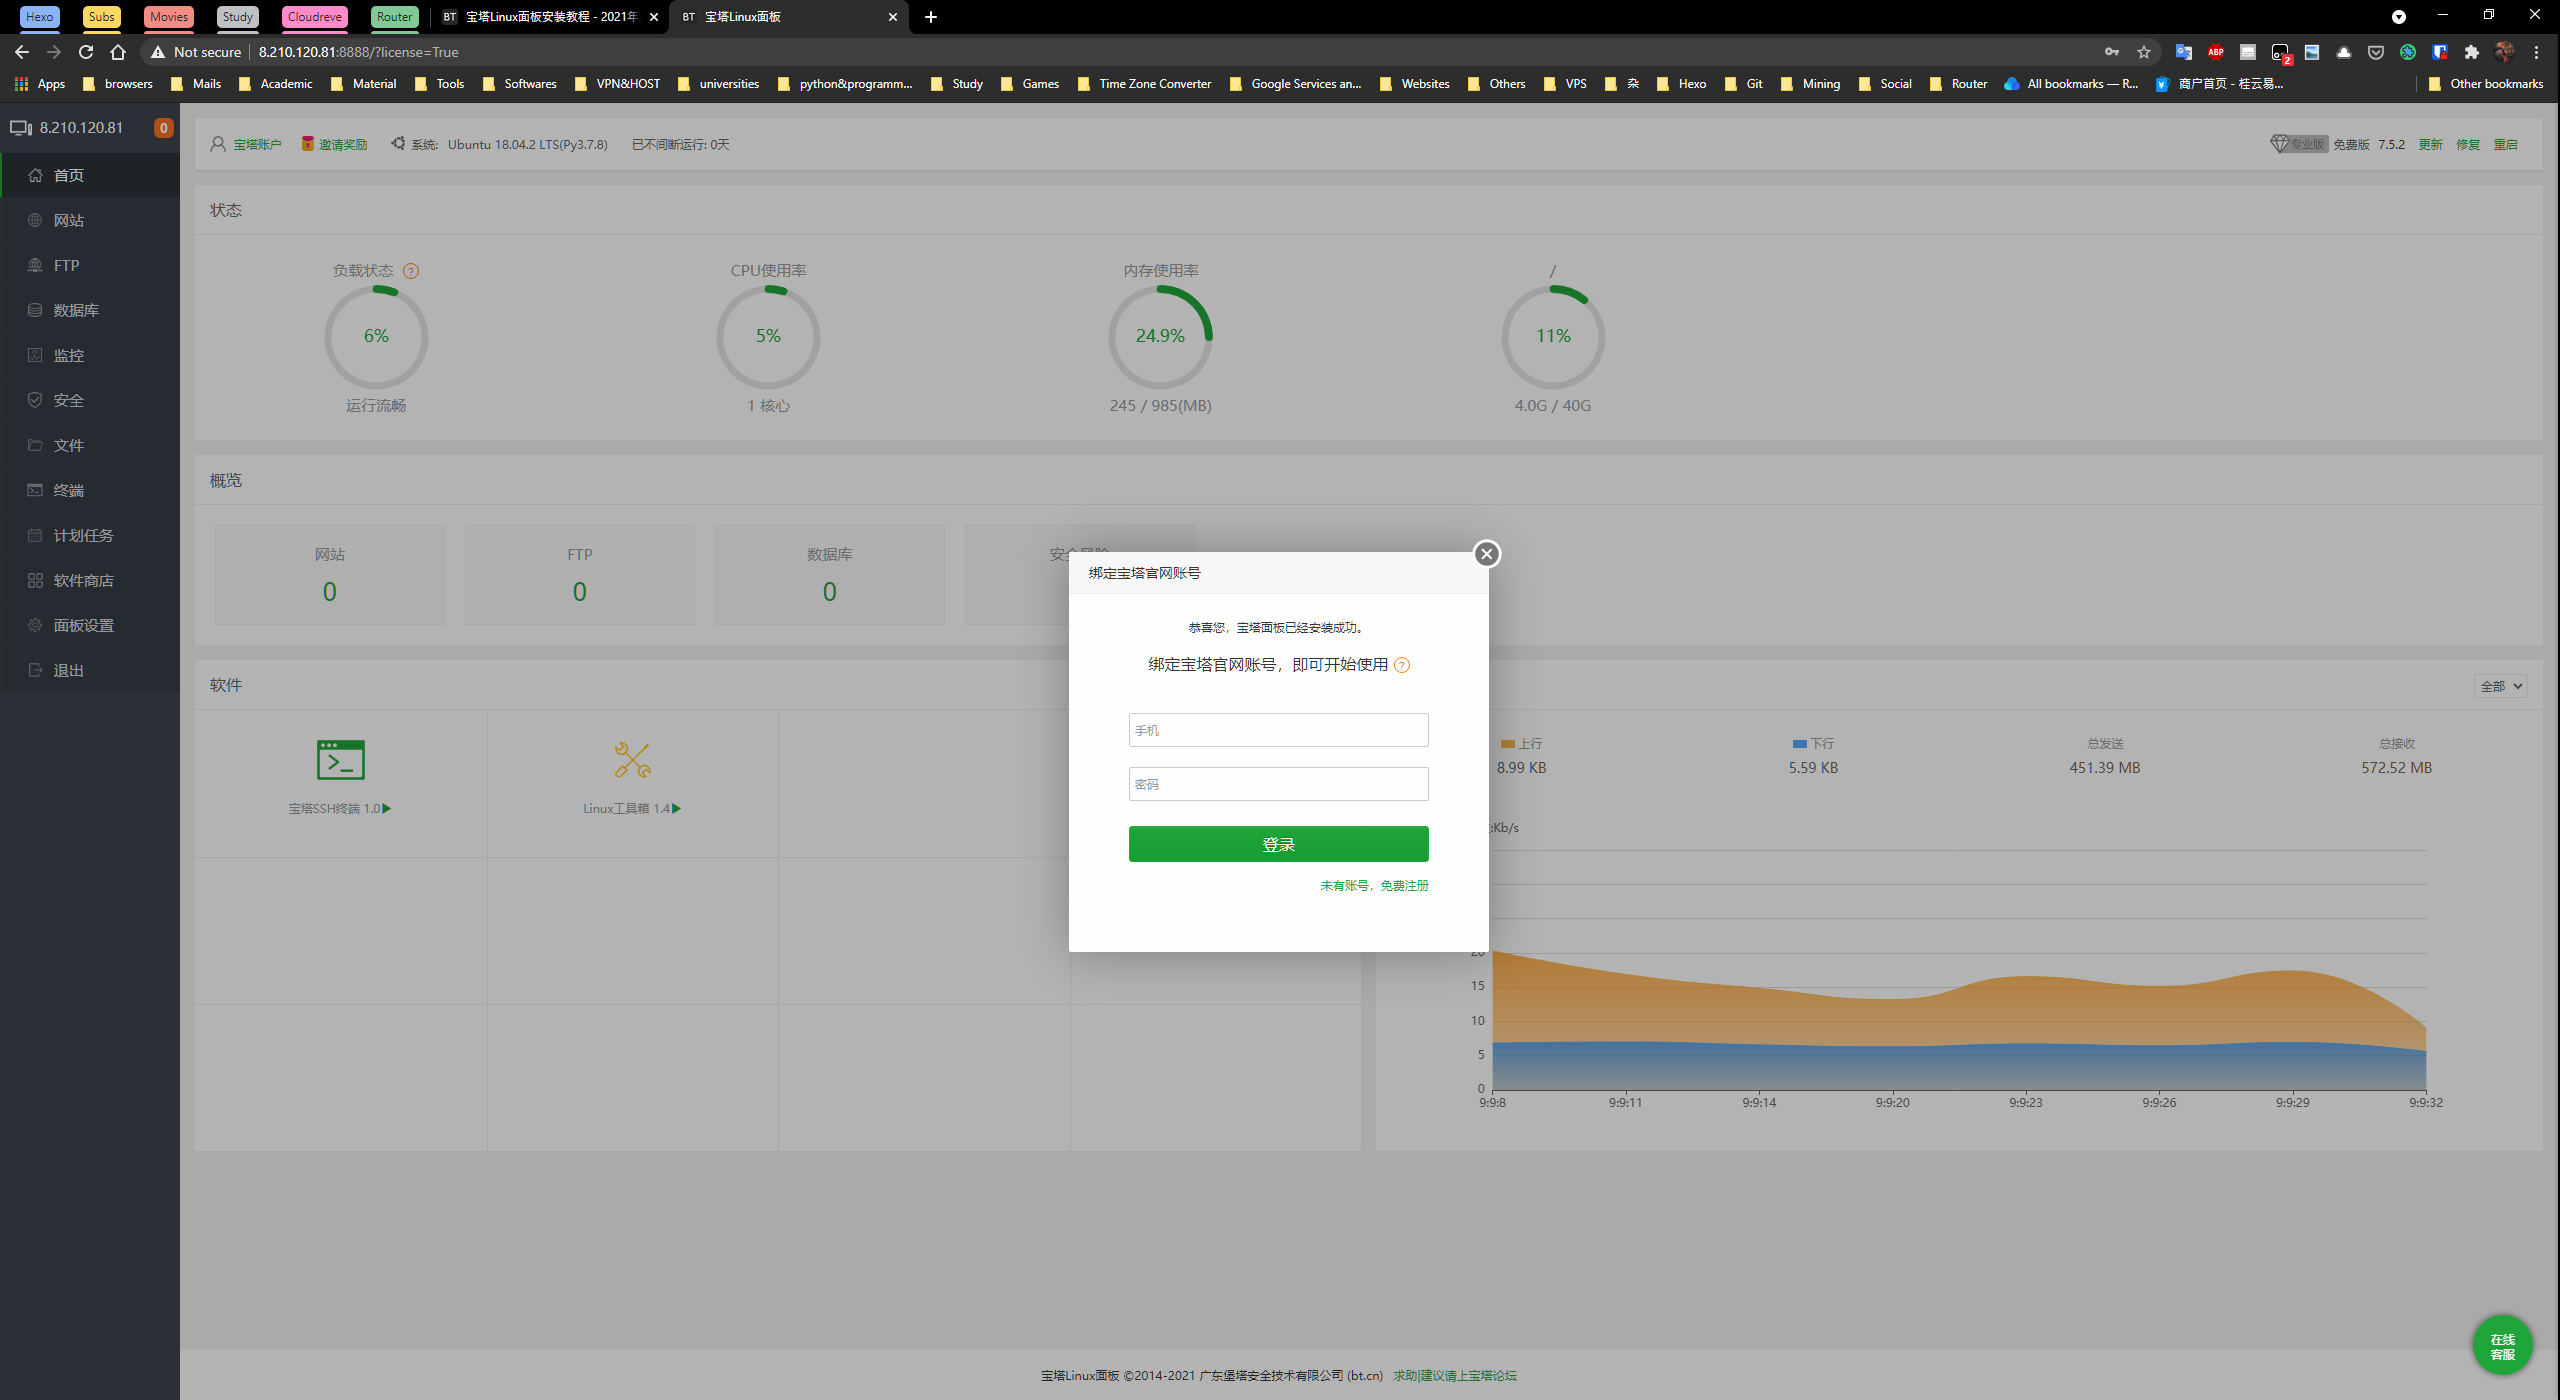 Hexo
Subs
Movies
Study
Cloudreve
Router
BT 宝塔Linux面板安装教程 - 2021年
BT 宝塔Linux面板
Not secure
8.210.120.81:8888/?license=True
Apps
browsers
Mails
Academic
Material
Tools
Softwares
VPN&HOST
universities
python&programm...
Study
Games
Time Zone Converter
Google Services an...
Websites
Others
VPS
杂
Hexo
Git
Mining
Social
Router
All bookmarks — R...
商户首页 - 桂云易...
Other bookmarks
ABP
2
8.210.120.81
0
首页
网站
FTP
数据库
监控
安全
文件
终端
计划任务
软件商店
面板设置
退出
宝塔账户
邀请奖励
系统: Ubuntu 18.04.2 LTS(Py3.7.8)
已不间断运行: 0天
专业版
免费版
7.5.2
更新
修复
重启
状态
负载状态 ?
CPU使用率
内存使用率
/
6%
5%
24.9%
11%
运行流畅
1 核心
245 / 985(MB)
4.0G / 40G
概览
网站
FTP
数据库
0
0
0
绑定宝塔官网账号
恭喜您，宝塔面板已经安装成功。
绑定宝塔官网账号，即可开始使用 ?
手机
密码
登录
未有账号，免费注册
软件
宝塔SSH终端 1.0
Linux工具箱 1.4
全部
上行
下行
总发送
总接收
8.99 KB
5.59 KB
451.39 MB
572.52 MB
:Kb/s
15
10
5
0
9:9:8
9:9:11
9:9:14
9:9:20
9:9:23
9:9:26
9:9:29
9:9:32
在线
客服
宝塔Linux面板 ©2014-2021 广东堡塔安全技术有限公司 (bt.cn)
求助|建议请上宝塔论坛